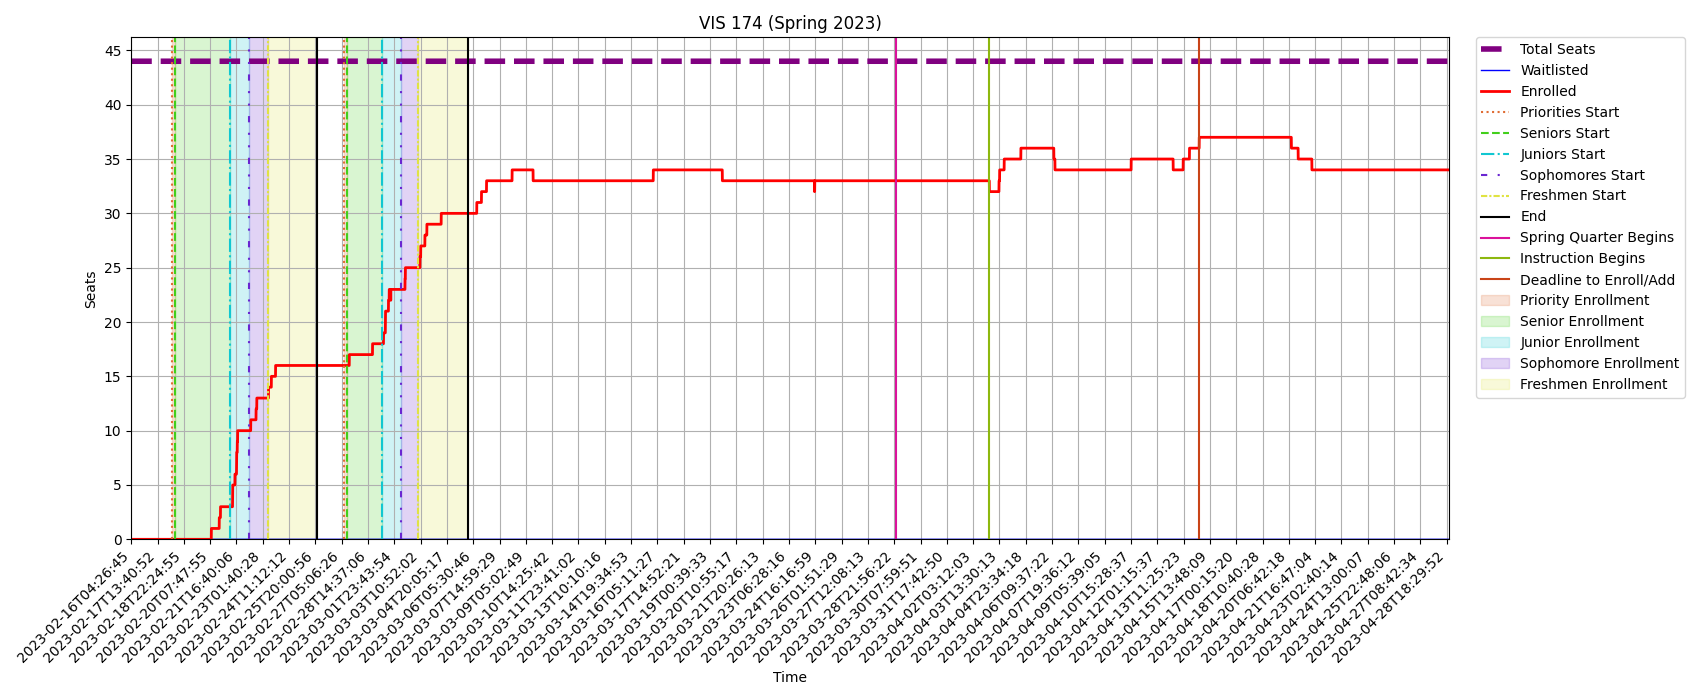 VIS 174 (Spring 2023)
45
40
35
30
25
20
15
10
5
0
Seats
2023-02-16T04:26:45
2023-02-17T13:40:52
2023-02-18T22:24:55
2023-02-20T07:47:55
2023-02-21T16:40:06
2023-02-23T01:40:28
2023-02-24T11:12:12
2023-02-25T20:00:56
2023-02-27T05:06:26
2023-02-28T14:37:06
2023-03-01T23:43:54
2023-03-03T10:52:02
2023-03-04T20:05:17
2023-03-06T05:30:46
2023-03-07T14:59:29
2023-03-09T05:02:49
2023-03-10T14:25:42
2023-03-11T23:41:02
2023-03-13T10:10:16
2023-03-14T19:34:53
2023-03-16T05:11:27
2023-03-17T14:52:21
2023-03-19T00:39:33
2023-03-20T10:55:17
2023-03-21T20:26:13
2023-03-23T06:28:16
2023-03-24T16:16:59
2023-03-26T01:51:29
2023-03-27T12:08:13
2023-03-28T21:56:22
2023-03-30T07:59:51
2023-03-31T17:42:50
2023-04-02T03:12:03
2023-04-03T13:30:13
2023-04-04T23:34:18
2023-04-06T09:37:22
2023-04-07T19:36:12
2023-04-09T05:39:05
2023-04-10T15:28:37
2023-04-12T01:15:37
2023-04-13T11:25:23
2023-04-15T13:48:09
2023-04-17T00:15:20
2023-04-18T10:40:28
2023-04-20T06:42:18
2023-04-21T16:47:04
2023-04-23T02:40:14
2023-04-24T13:00:07
2023-04-25T22:48:06
2023-04-27T08:42:34
2023-04-28T18:29:52
Time
Total Seats
Waitlisted
Enrolled
Priorities Start
Seniors Start
Juniors Start
Sophomores Start
Freshmen Start
End
Spring Quarter Begins
Instruction Begins
Deadline to Enroll/Add
Priority Enrollment
Senior Enrollment
Junior Enrollment
Sophomore Enrollment
Freshmen Enrollment